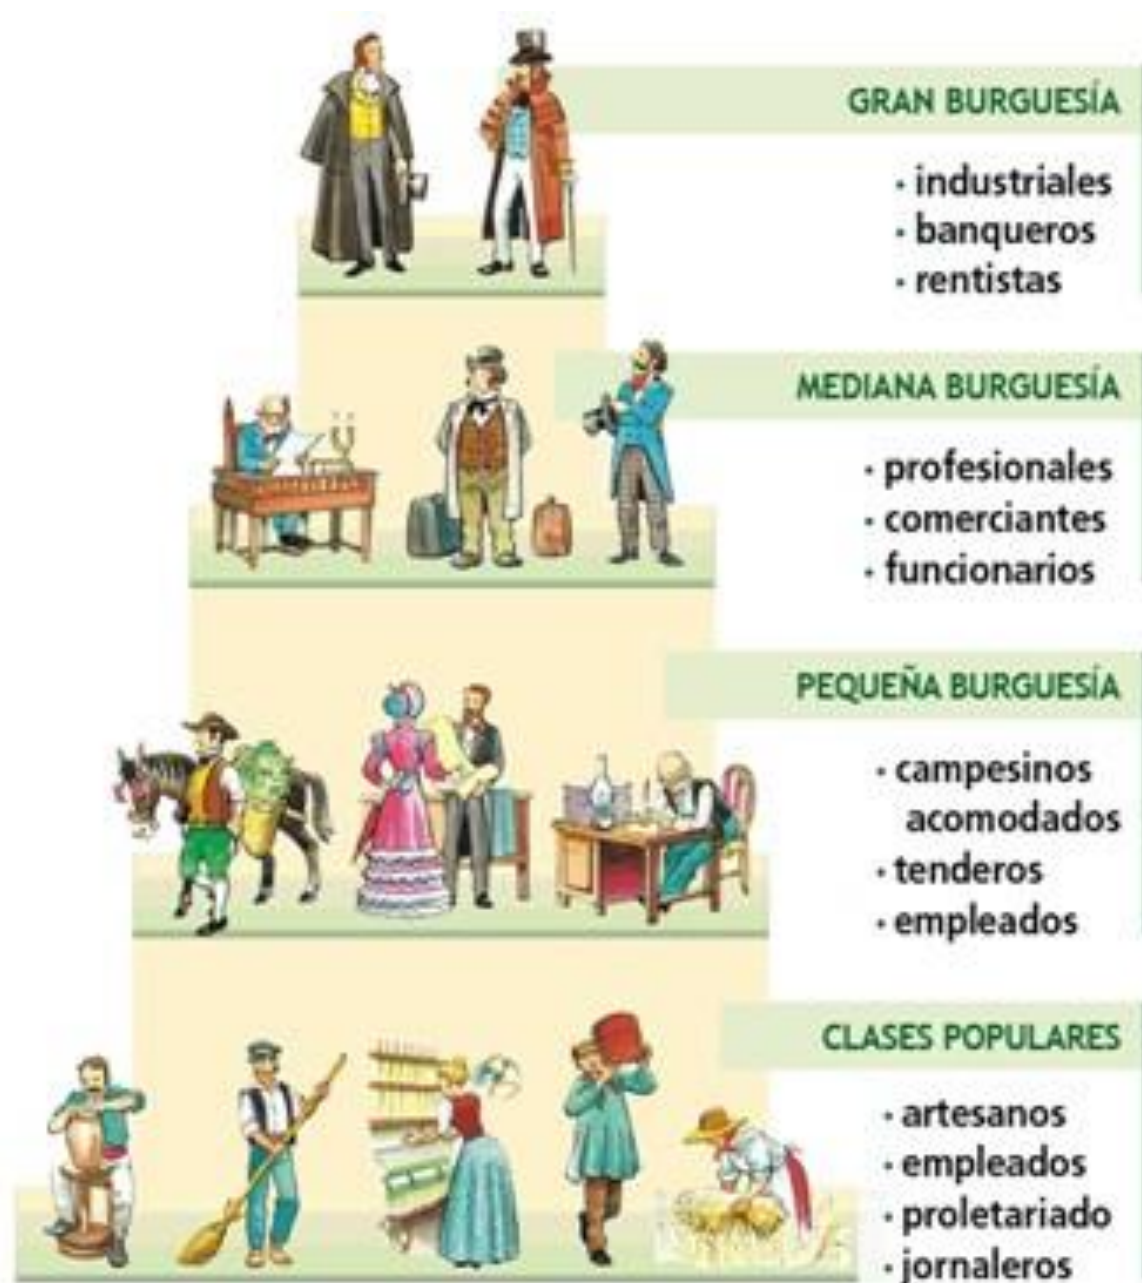 GRAN BURGUESÍA
· industriales
· banqueros
· rentistas
MEDIANA BURGUESÍA
· profesionales
· comerciantes
· funcionarios
PEQUEÑA BURGUESÍA
· campesinos
acomodados
· tenderos
· empleados
CLASES POPULARES
· artesanos
· empleados
· proletariado
· jornaleros